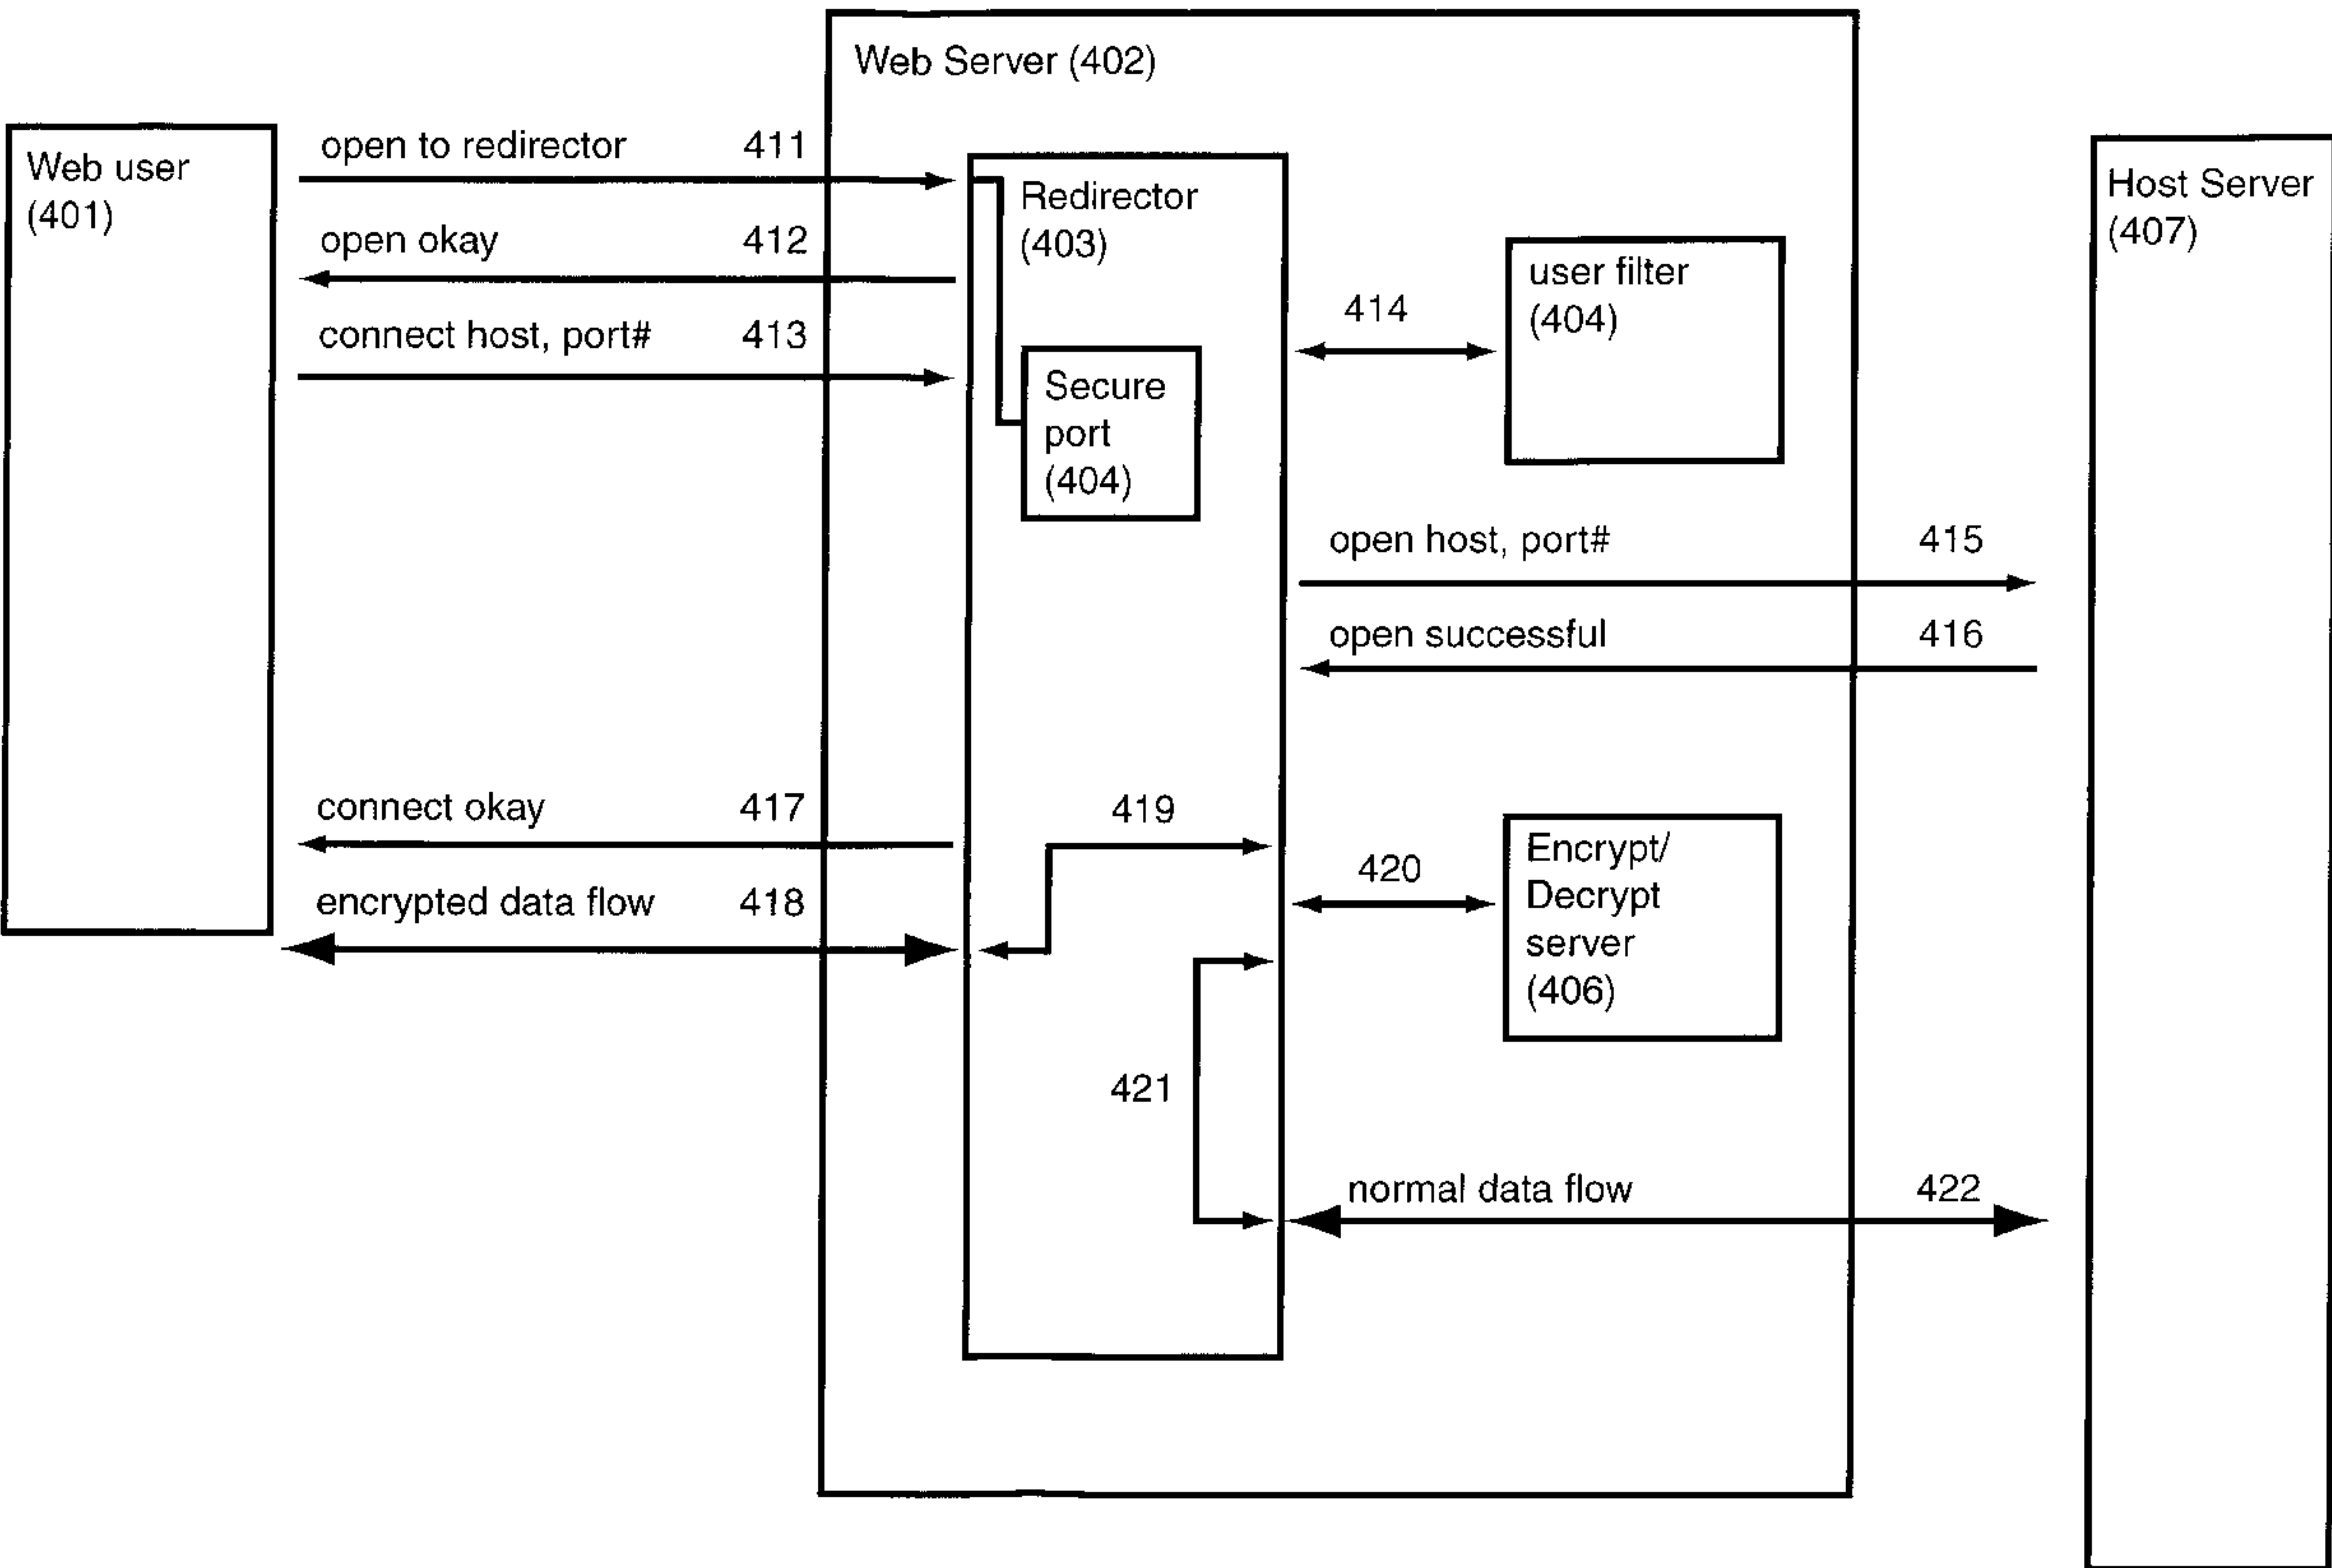 Web Server (402)
Web user
(401)
open to redirector 411
open okay 412
connect host, port# 413
Redirector
(403)
Secure
port
(404)
414
user filter
(404)
Host Server
(407)
open host, port# 415
open successful 416
connect okay 417
encrypted data flow 418
419
420
Encrypt/
Decrypt
server
(406)
421
normal data flow 422